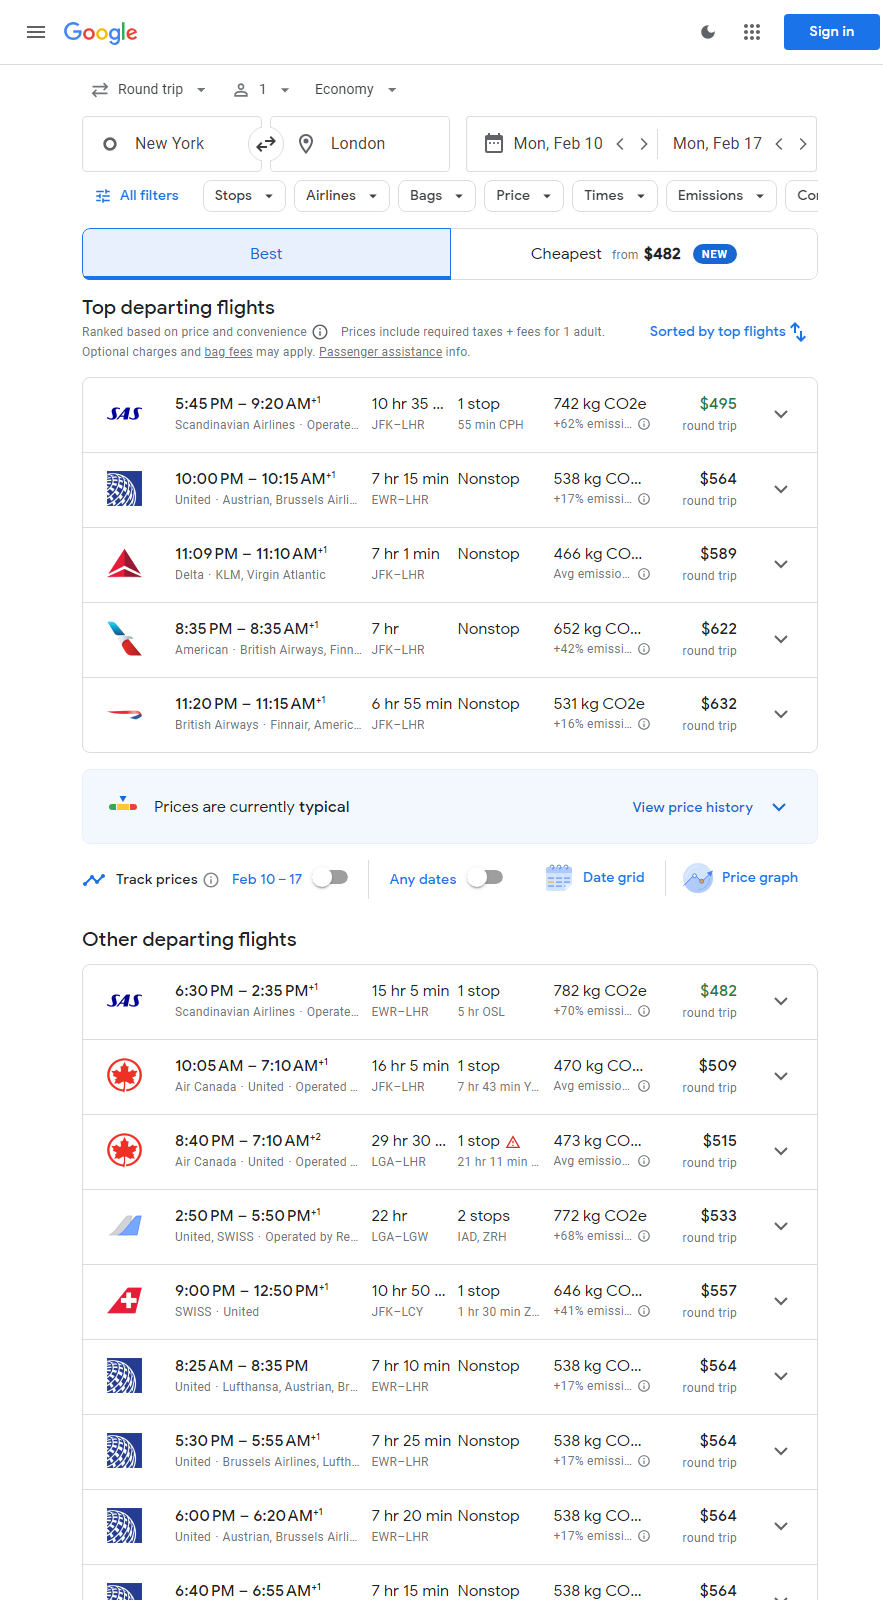 Google
Sign in
Round trip 1 Economy
New York London Mon, Feb 10 Mon, Feb 17
All filters Stops Airlines Bags Price Times Emissions Con
Best Cheapest from $482 NEW
Top departing flights
Ranked based on price and convenience Prices include required taxes + fees for 1 adult.
Optional charges and bag fees may apply. Passenger assistance info.
Sorted by top flights
SAS 5:45 PM – 9:20 AM+1 10 hr 35 ... 1 stop 742 kg CO2e $495
Scandinavian Airlines · Operate... JFK–LHR 55 min CPH +62% emissi... round trip
10:00 PM – 10:15 AM+1 7 hr 15 min Nonstop 538 kg CO... $564
United · Austrian, Brussels Airli... EWR–LHR +17% emissi... round trip
11:09 PM – 11:10 AM+1 7 hr 1 min Nonstop 466 kg CO... $589
Delta · KLM, Virgin Atlantic JFK–LHR Avg emissio... round trip
8:35 PM – 8:35 AM+1 7 hr Nonstop 652 kg CO... $622
American · British Airways, Finn... JFK–LHR +42% emissi... round trip
11:20 PM – 11:15 AM+1 6 hr 55 min Nonstop 531 kg CO2e $632
British Airways · Finnair, Americ... JFK–LHR +16% emissi... round trip
Prices are currently typical View price history
Track prices Feb 10 – 17 Any dates Date grid Price graph
Other departing flights
SAS 6:30 PM – 2:35 PM+1 15 hr 5 min 1 stop 782 kg CO2e $482
Scandinavian Airlines · Operate... EWR–LHR 5 hr OSL +70% emissi... round trip
10:05 AM – 7:10 AM+1 16 hr 5 min 1 stop 470 kg CO... $509
Air Canada · United · Operated ... JFK–LHR 7 hr 43 min Y... Avg emissio... round trip
8:40 PM – 7:10 AM+2 29 hr 30 ... 1 stop 473 kg CO... $515
Air Canada · United · Operated ... LGA–LHR 21 hr 11 min ... Avg emissio... round trip
2:50 PM – 5:50 PM+1 22 hr 2 stops 772 kg CO2e $533
United, SWISS · Operated by Re... LGA–LGW IAD, ZRH +68% emissi... round trip
9:00 PM – 12:50 PM+1 10 hr 50 ... 1 stop 646 kg CO... $557
SWISS · United JFK–LCY 1 hr 30 min Z... +41% emissi... round trip
8:25 AM – 8:35 PM 7 hr 10 min Nonstop 538 kg CO... $564
United · Lufthansa, Austrian, Br... EWR–LHR +17% emissi... round trip
5:30 PM – 5:55 AM+1 7 hr 25 min Nonstop 538 kg CO... $564
United · Brussels Airlines, Lufth... EWR–LHR +17% emissi... round trip
6:00 PM – 6:20 AM+1 7 hr 20 min Nonstop 538 kg CO... $564
United · Austrian, Brussels Airli... EWR–LHR +17% emissi... round trip
6:40 PM – 6:55 AM+1 7 hr 15 min Nonstop 538 kg CO... $564